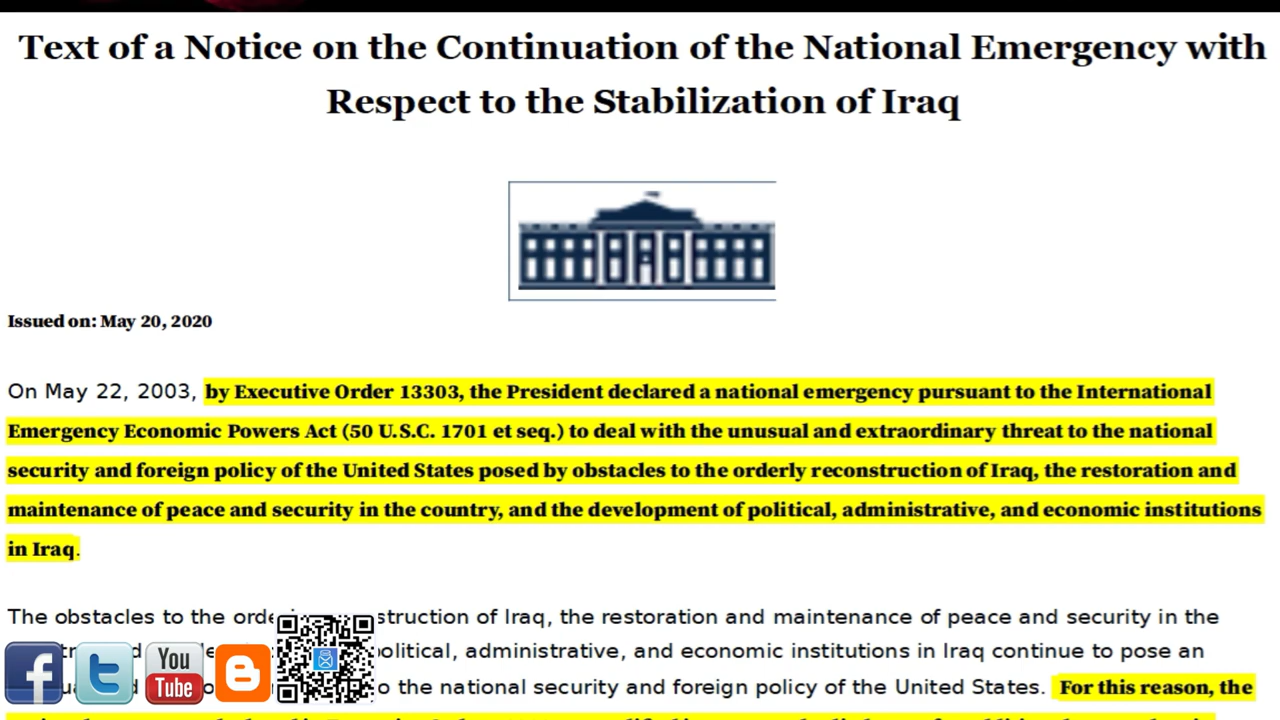 Text of a Notice on the Continuation of the National Emergency with
Respect to the Stabilization of Iraq
Issued on: May 20, 2020
On May 22, 2003, by Executive Order 13303, the President declared a national emergency pursuant to the International
Emergency Economic Powers Act (50 U.S.C. 1701 et seq.) to deal with the unusual and extraordinary threat to the national
security and foreign policy of the United States posed by obstacles to the orderly reconstruction of Iraq, the restoration and
maintenance of peace and security in the country, and the development of political, administrative, and economic institutions
in Iraq.
The obstacles to the struction of Iraq, the restoration and maintenance of peace and security in the
political, administrative, and economic institutions in Iraq continue to pose an
to the national security and foreign policy of the United States. For this reason, the
You
Tube